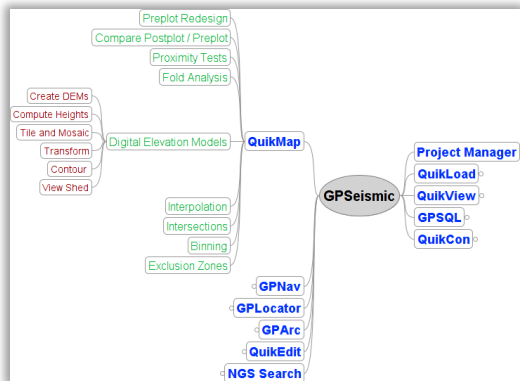 Preplot Redesign
Compare Postplot / Preplot
Proximity Tests
Fold Analysis
Create DEMs
Compute Heights
Tile and Mosaic
Transform
Contour
View Shed
Digital Elevation Models
QuikMap
Interpolation
Intersections
Binning
Exclusion Zones
GPSeismic
Project Manager
QuikLoad
QuikView
GPSQL
QuikCon
GPNav
GPLocator
GPArc
QuikEdit
NGS Search